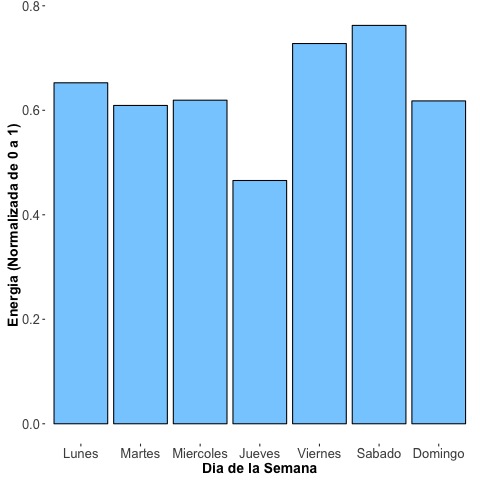 Energia (Normalizada de 0 a 1)
0.8
0.6
0.4
0.2
0.0
Lunes Martes Miercoles Jueves Viernes Sabado Domingo
Dia de la Semana